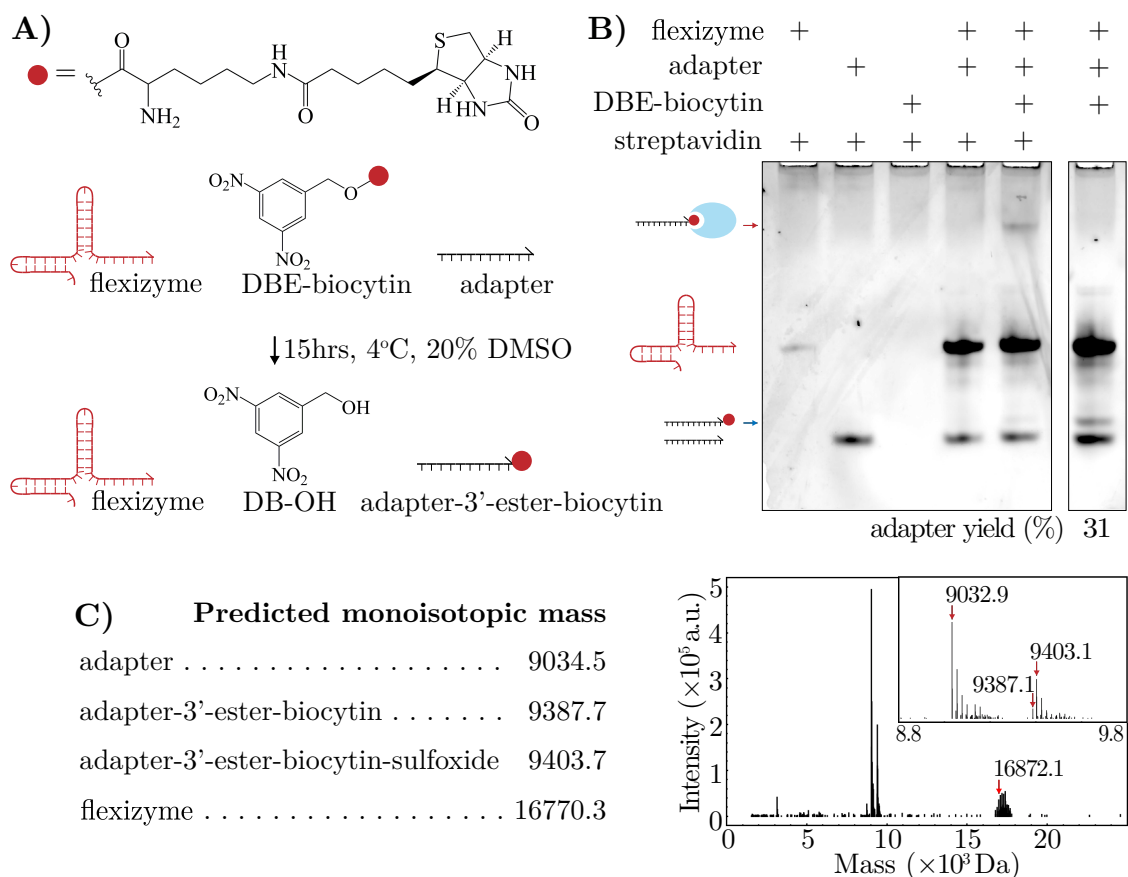 A)
O
NH₂
H
N
O
S
H
H
NH
HN
O
O₂N
NO₂
O
flexizyme
DBE-biocytin
adapter
15hrs, 4°C, 20% DMSO
O₂N
NO₂
OH
flexizyme
DB-OH
adapter-3'-ester-biocytin
B)
flexizyme + + + +
adapter + + + +
DBE-biocytin + + +
streptavidin + + + + +
adapter yield (%) 31
C) Predicted monoisotopic mass
adapter . . . . . . . . . . . . . . . . . . . 9034.5
adapter-3'-ester-biocytin . . . . . . . 9387.7
adapter-3'-ester-biocytin-sulfoxide 9403.7
flexizyme . . . . . . . . . . . . . . . . . . 16770.3
Intensity (×10⁵ a.u.)
5
4
3
2
1
0
9032.9
9403.1
9387.1
8.8 9.8
16872.1
0 5 10 15 20
Mass (×10³ Da)